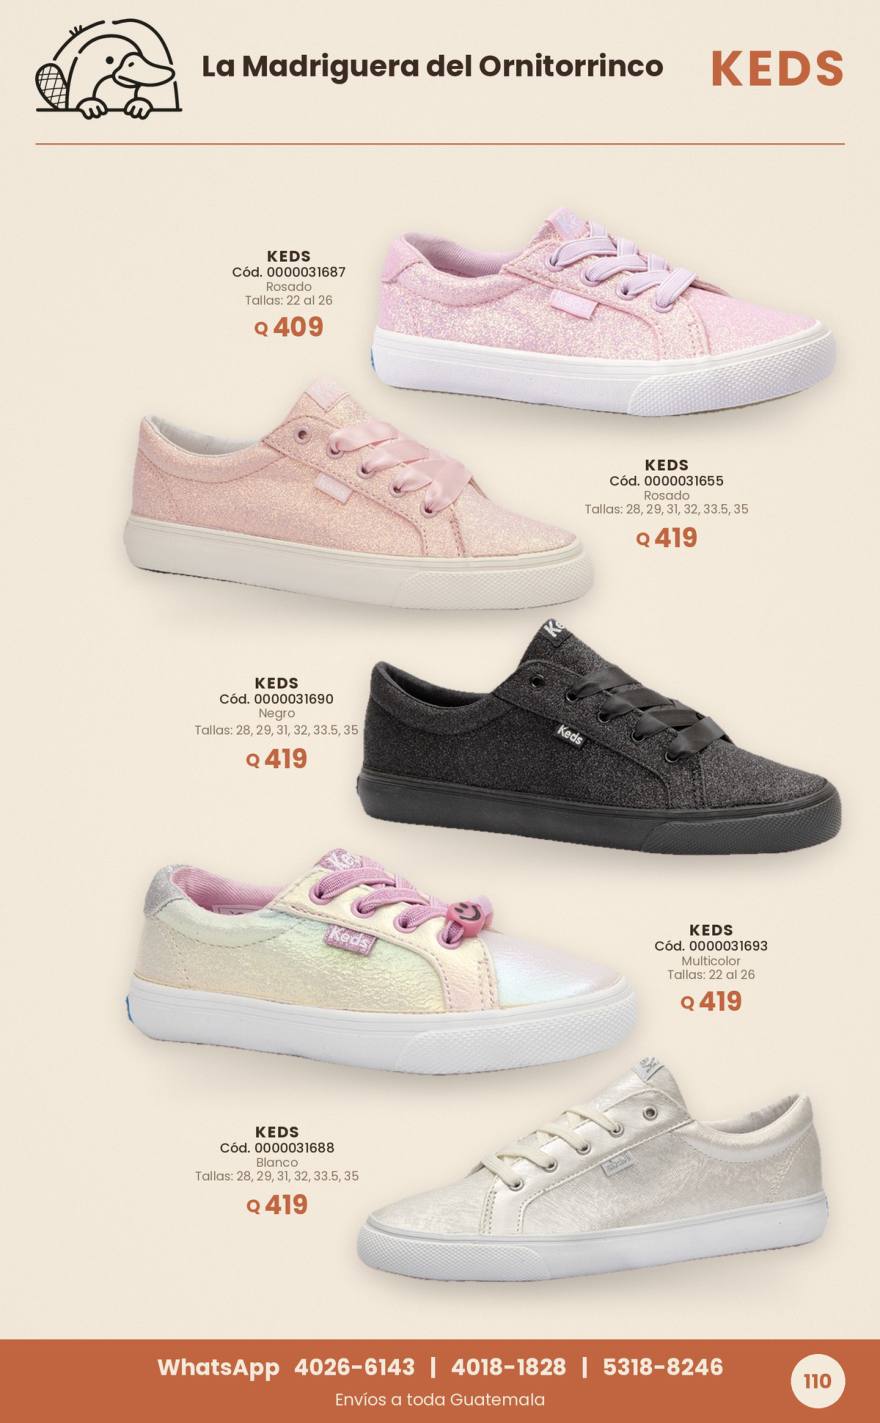 La Madriguera del Ornitorrinco
KEDS
KEDS
Cód. 0000031687
Rosado
Tallas: 22 al 26
Q 409
KEDS
Cód. 0000031655
Rosado
Tallas: 28, 29, 31, 32, 33.5, 35
Q 419
KEDS
Cód. 0000031690
Negro
Tallas: 28, 29, 31, 32, 33.5, 35
Q 419
Keds
KEDS
Cód. 0000031693
Multicolor
Tallas: 22 al 26
Q 419
Keds
KEDS
Cód. 0000031688
Blanco
Tallas: 28, 29, 31, 32, 33.5, 35
Q 419
WhatsApp 4026-6143 | 4018-1828 | 5318-8246
Envíos a toda Guatemala
110